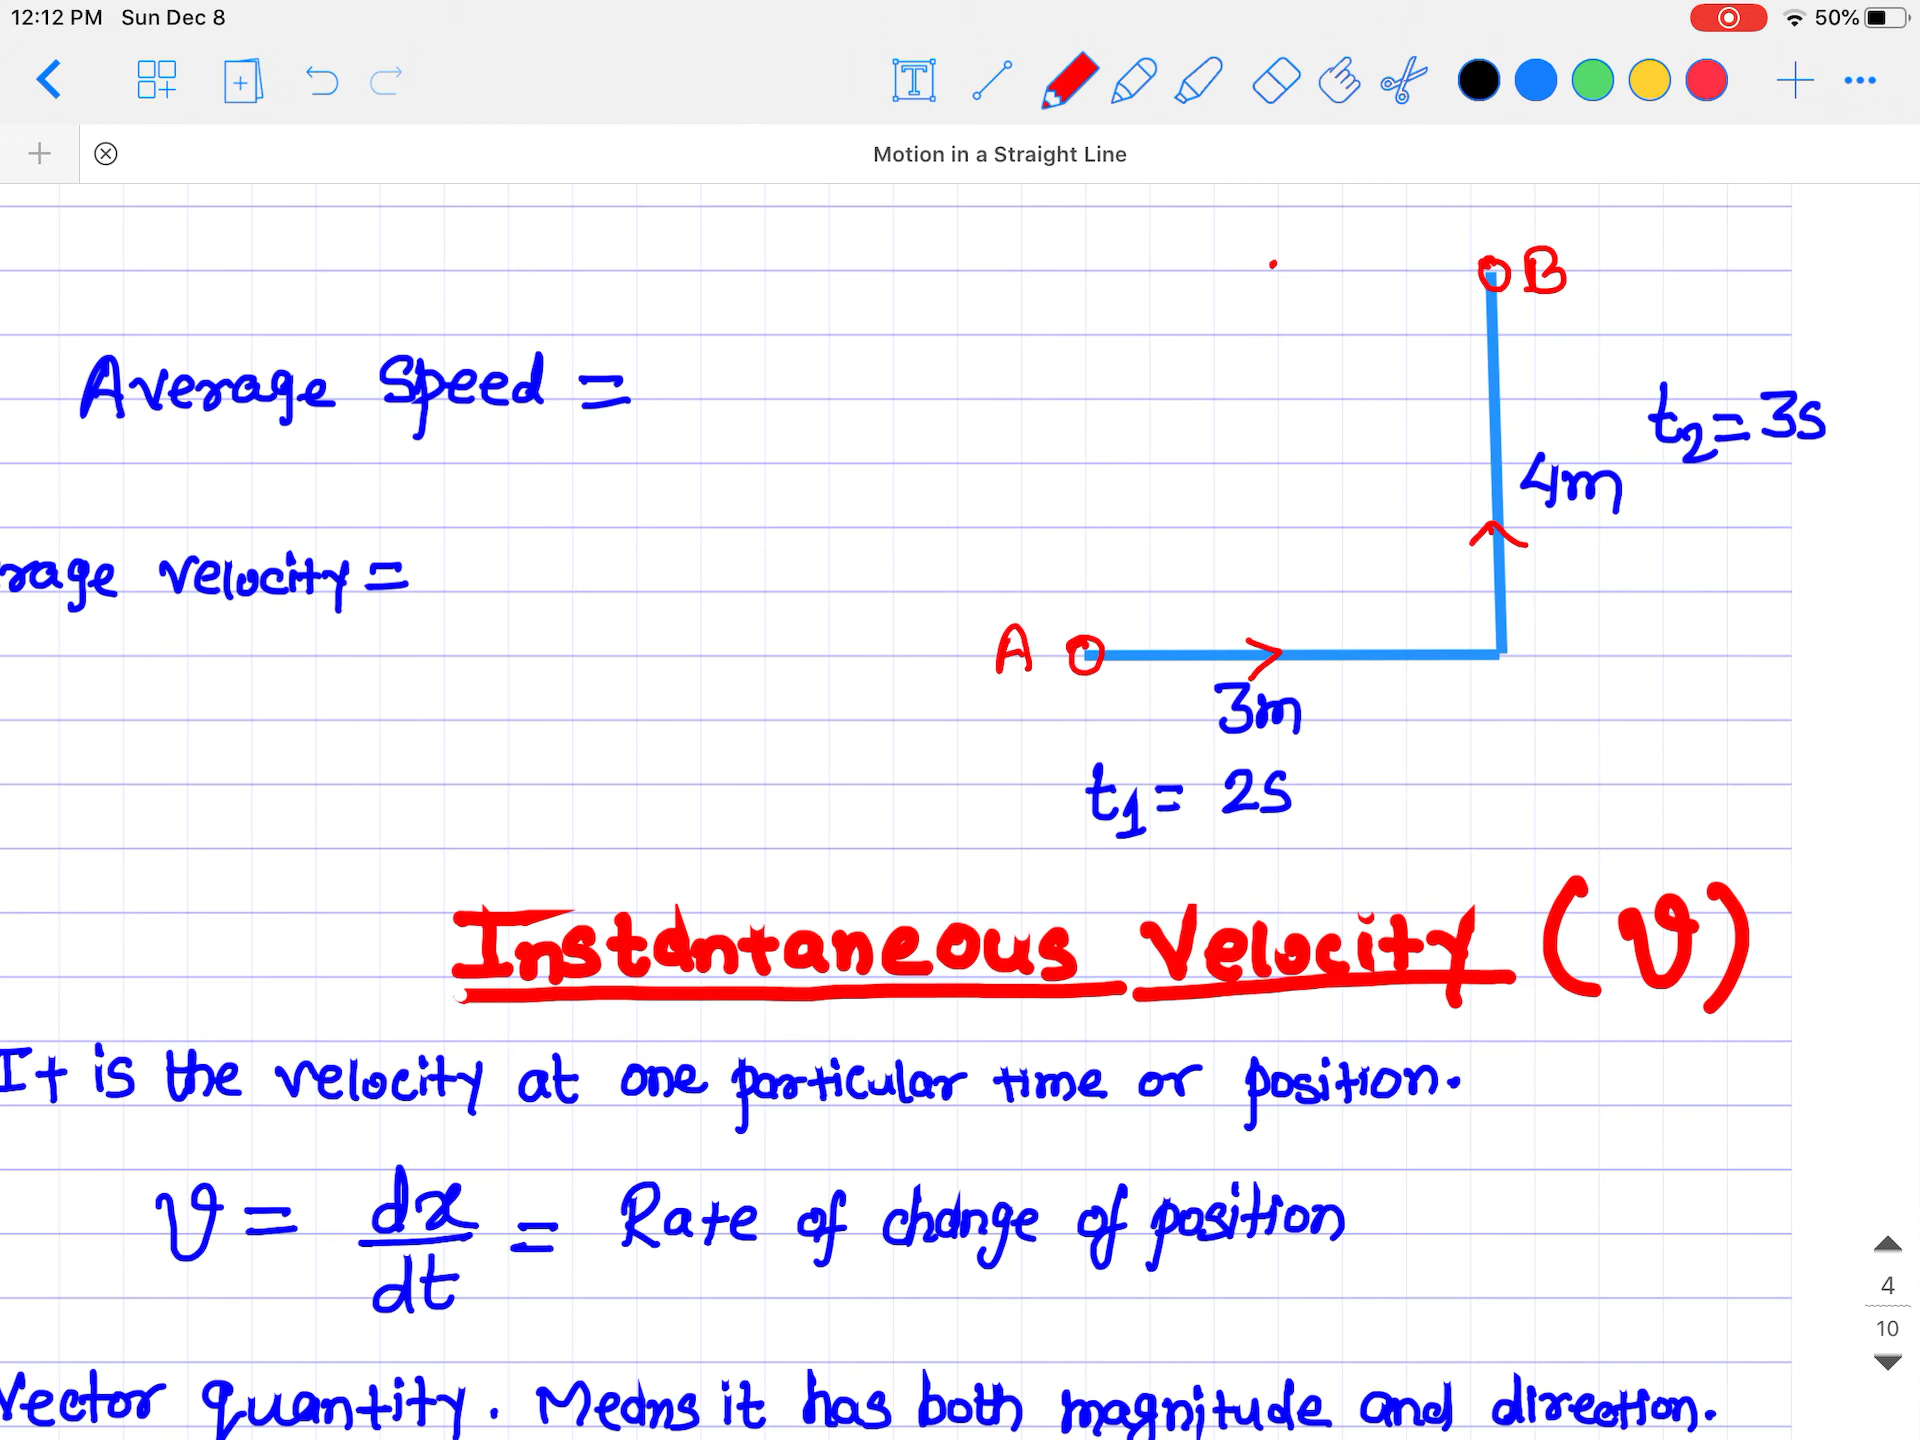 12:12 PM Sun Dec 8
50%
T
Motion in a Straight Line
B
Average Speed =
t2 = 3s
4m
rage velocity =
A
3m
t1 = 2s
Instantaneous Velocity (v)
It is the velocity at one particular time or position.
v = dx/dt = Rate of change of position
4
10
Vector quantity. Means it has both magnitude and direction.